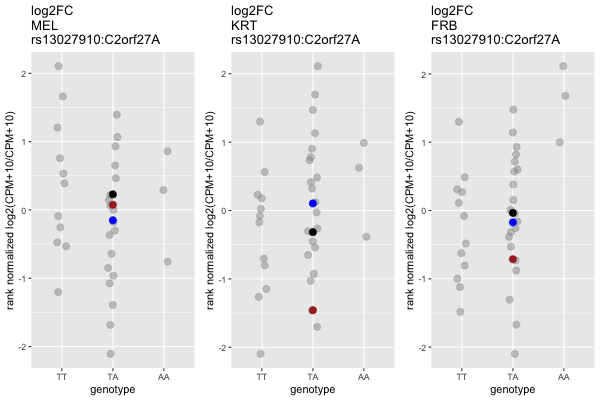 log2FC
MEL
rs13027910:C2orf27A
rank normalized log2(CPM+10/CPM+10)
2
1
0
-1
-2
TT
TA
AA
genotype
log2FC
KRT
rs13027910:C2orf27A
rank normalized log2(CPM+10/CPM+10)
2
1
0
-1
-2
TT
TA
AA
genotype
log2FC
FRB
rs13027910:C2orf27A
rank normalized log2(CPM+10/CPM+10)
2
1
0
-1
-2
TT
TA
AA
genotype